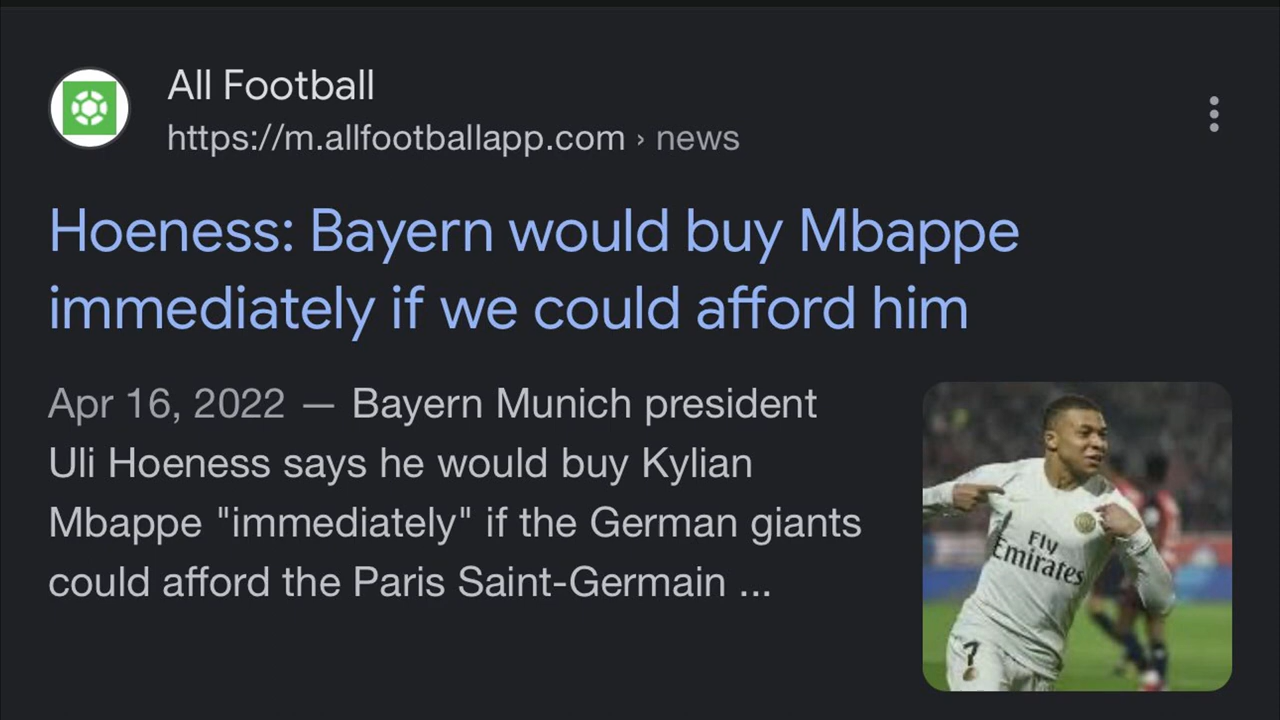 All Football
https://m.allfootballapp.com › news
Hoeness: Bayern would buy Mbappe
immediately if we could afford him
Apr 16, 2022 — Bayern Munich president
Uli Hoeness says he would buy Kylian
Mbappe "immediately" if the German giants
could afford the Paris Saint-Germain ...
Fly
Emirates
7